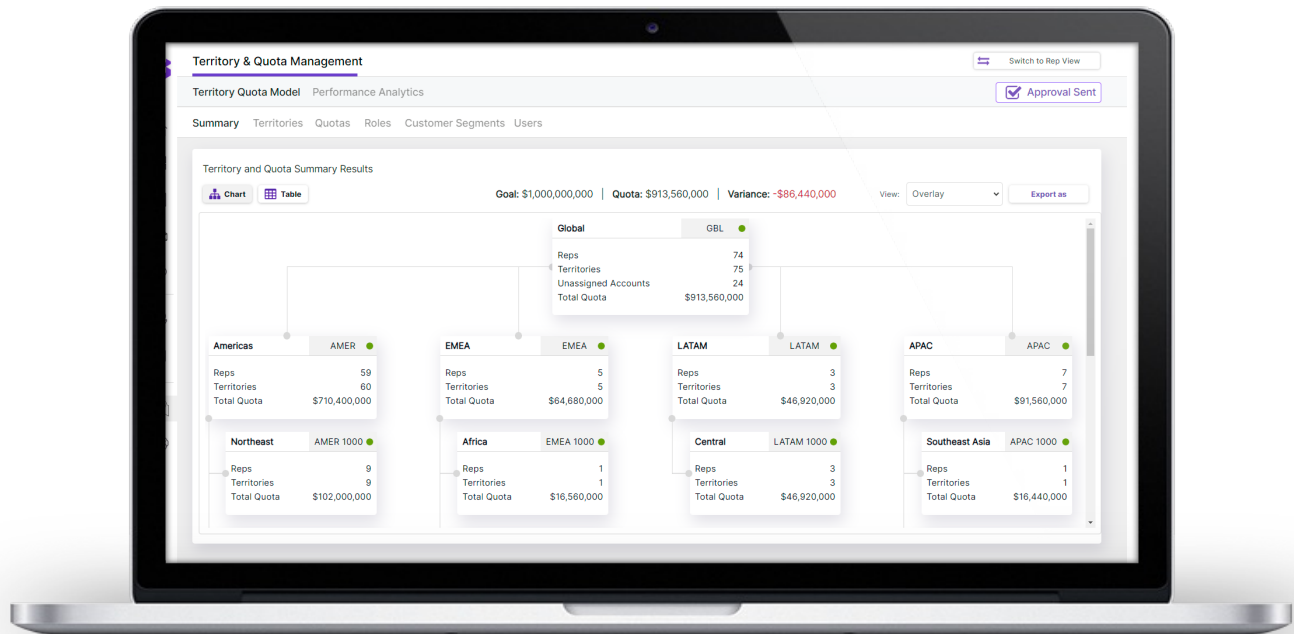 Territory & Quota Management
Switch to Rep View
Territory Quota Model Performance Analytics
Approval Sent
Summary Territories Quotas Roles Customer Segments Users
Territory and Quota Summary Results
Chart Table Goal: $1,000,000,000 | Quota: $913,560,000 | Variance: -$86,440,000 View: Overlay Export as
Global GBL
Reps 74
Territories 75
Unassigned Accounts 24
Total Quota $913,560,000
Americas AMER
Reps 59
Territories 60
Total Quota $710,400,000
Northeast AMER 1000
Reps 9
Territories 9
Total Quota $102,000,000
EMEA EMEA
Reps 5
Territories 5
Total Quota $64,680,000
Africa EMEA 1000
Reps 1
Territories 1
Total Quota $16,560,000
LATAM LATAM
Reps 3
Territories 3
Total Quota $46,920,000
Central LATAM 1000
Reps 3
Territories 3
Total Quota $46,920,000
APAC APAC
Reps 7
Territories 7
Total Quota $91,560,000
Southeast Asia APAC 1000
Reps 1
Territories 1
Total Quota $16,440,000